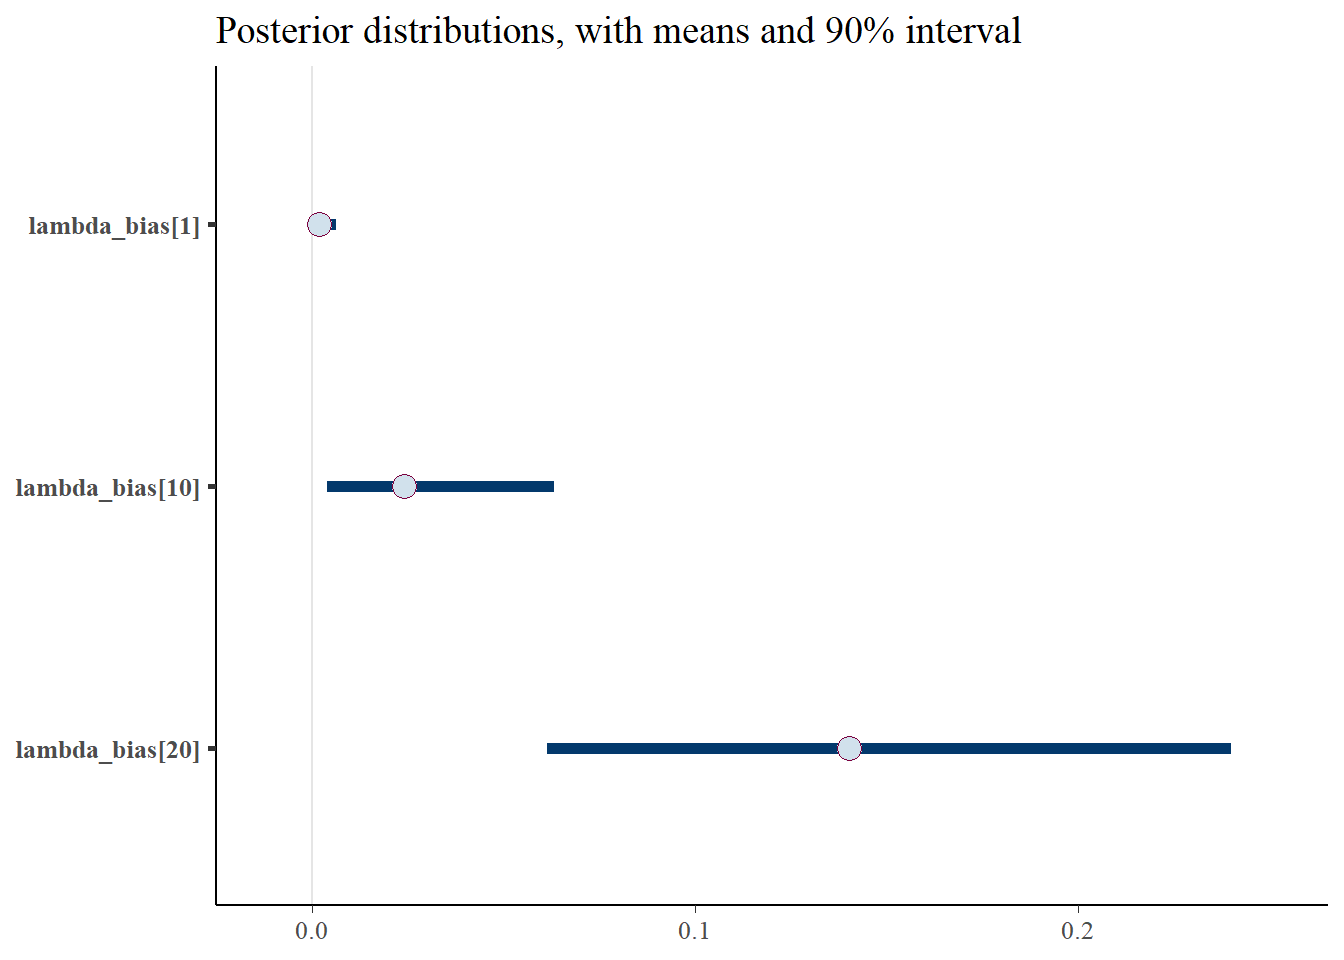 Posterior distributions, with means and 90% interval
lambda_bias[1]
lambda_bias[10]
lambda_bias[20]
0.0 0.1 0.2